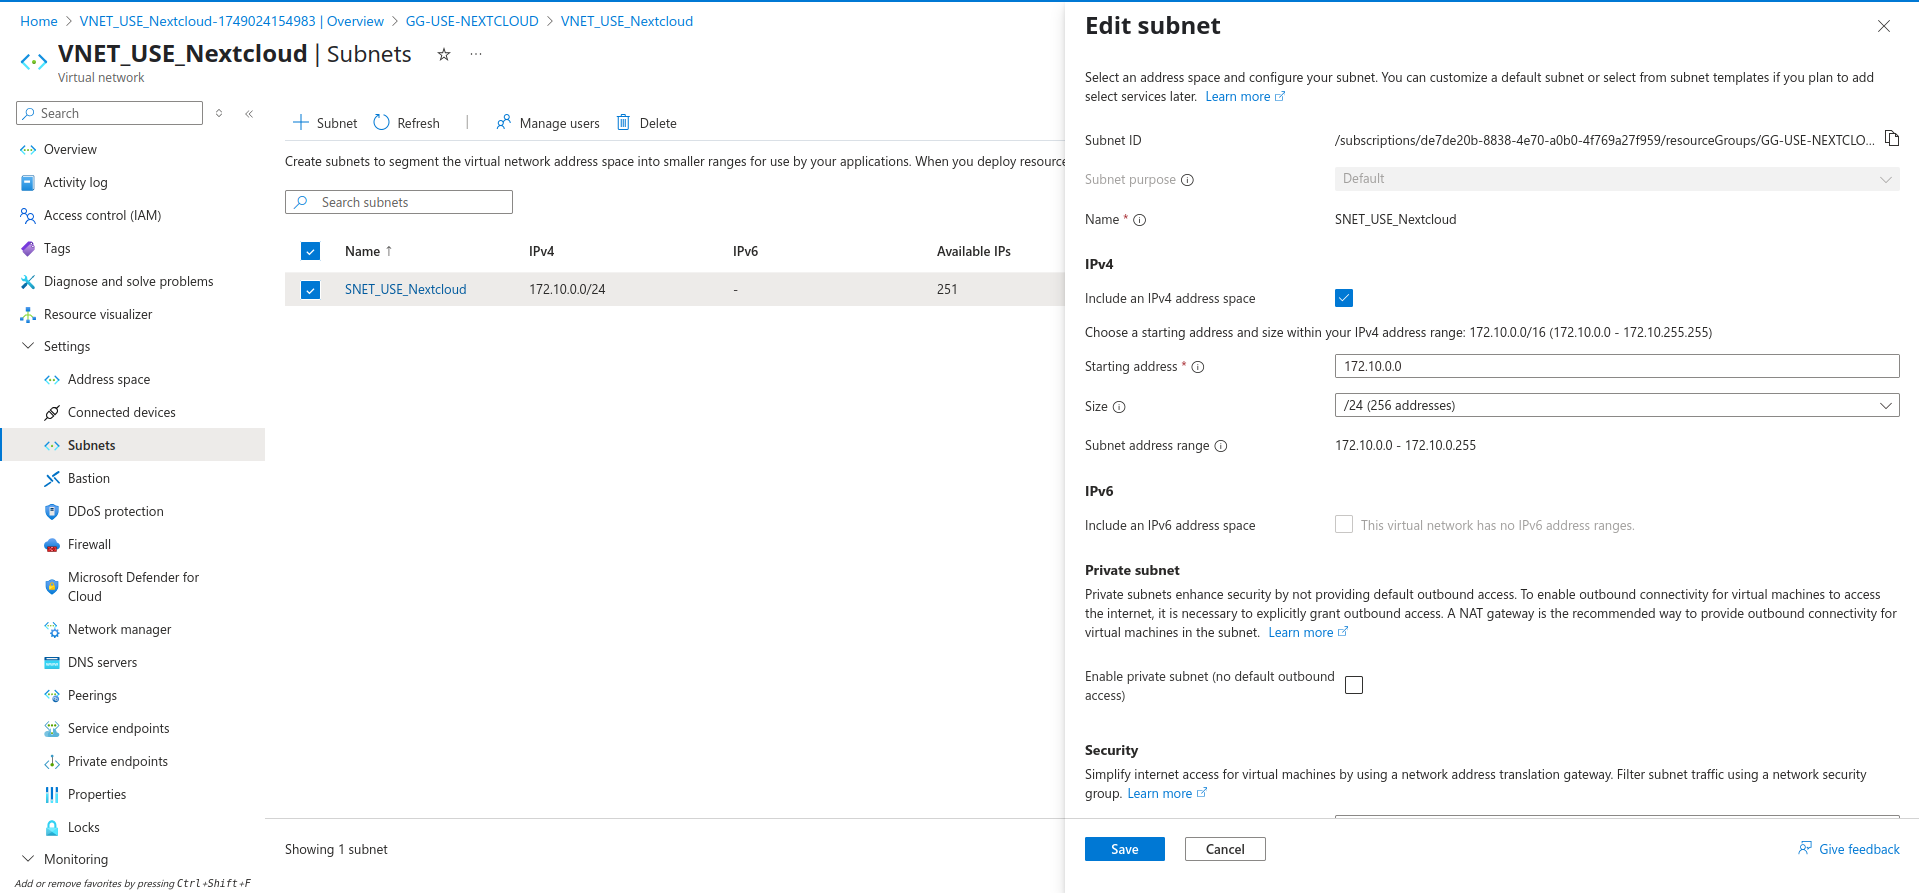 Home > VNET_USE_Nextcloud-1749024154983 | Overview > GG-USE-NEXTCLOUD > VNET_USE_Nextcloud
VNET_USE_Nextcloud | Subnets
Virtual network
Search
Overview
Activity log
Access control (IAM)
Tags
Diagnose and solve problems
Resource visualizer
Settings
Address space
Connected devices
Subnets
Bastion
DDoS protection
Firewall
Microsoft Defender for
Cloud
Network manager
DNS servers
Peerings
Service endpoints
Private endpoints
Properties
Locks
Monitoring
Add or remove favorites by pressing Ctrl+Shift+F
Subnet Refresh | Manage users Delete
Create subnets to segment the virtual network address space into smaller ranges for use by your applications. When you deploy resource
Search subnets
Name ↑ IPv4 IPv6 Available IPs
SNET_USE_Nextcloud 172.10.0.0/24 - 251
Showing 1 subnet
Edit subnet
Select an address space and configure your subnet. You can customize a default subnet or select from subnet templates if you plan to add
select services later. Learn more
Subnet ID /subscriptions/de7de20b-8838-4e70-a0b0-4f769a27f959/resourceGroups/GG-USE-NEXTCLO...
Subnet purpose Default
Name * SNET_USE_Nextcloud
IPv4
Include an IPv4 address space
Choose a starting address and size within your IPv4 address range: 172.10.0.0/16 (172.10.0.0 - 172.10.255.255)
Starting address * 172.10.0.0
Size /24 (256 addresses)
Subnet address range 172.10.0.0 - 172.10.0.255
IPv6
Include an IPv6 address space This virtual network has no IPv6 address ranges.
Private subnet
Private subnets enhance security by not providing default outbound access. To enable outbound connectivity for virtual machines to access
the internet, it is necessary to explicitly grant outbound access. A NAT gateway is the recommended way to provide outbound connectivity for
virtual machines in the subnet. Learn more
Enable private subnet (no default outbound
access)
Security
Simplify internet access for virtual machines by using a network address translation gateway. Filter subnet traffic using a network security
group. Learn more
Save Cancel Give feedback